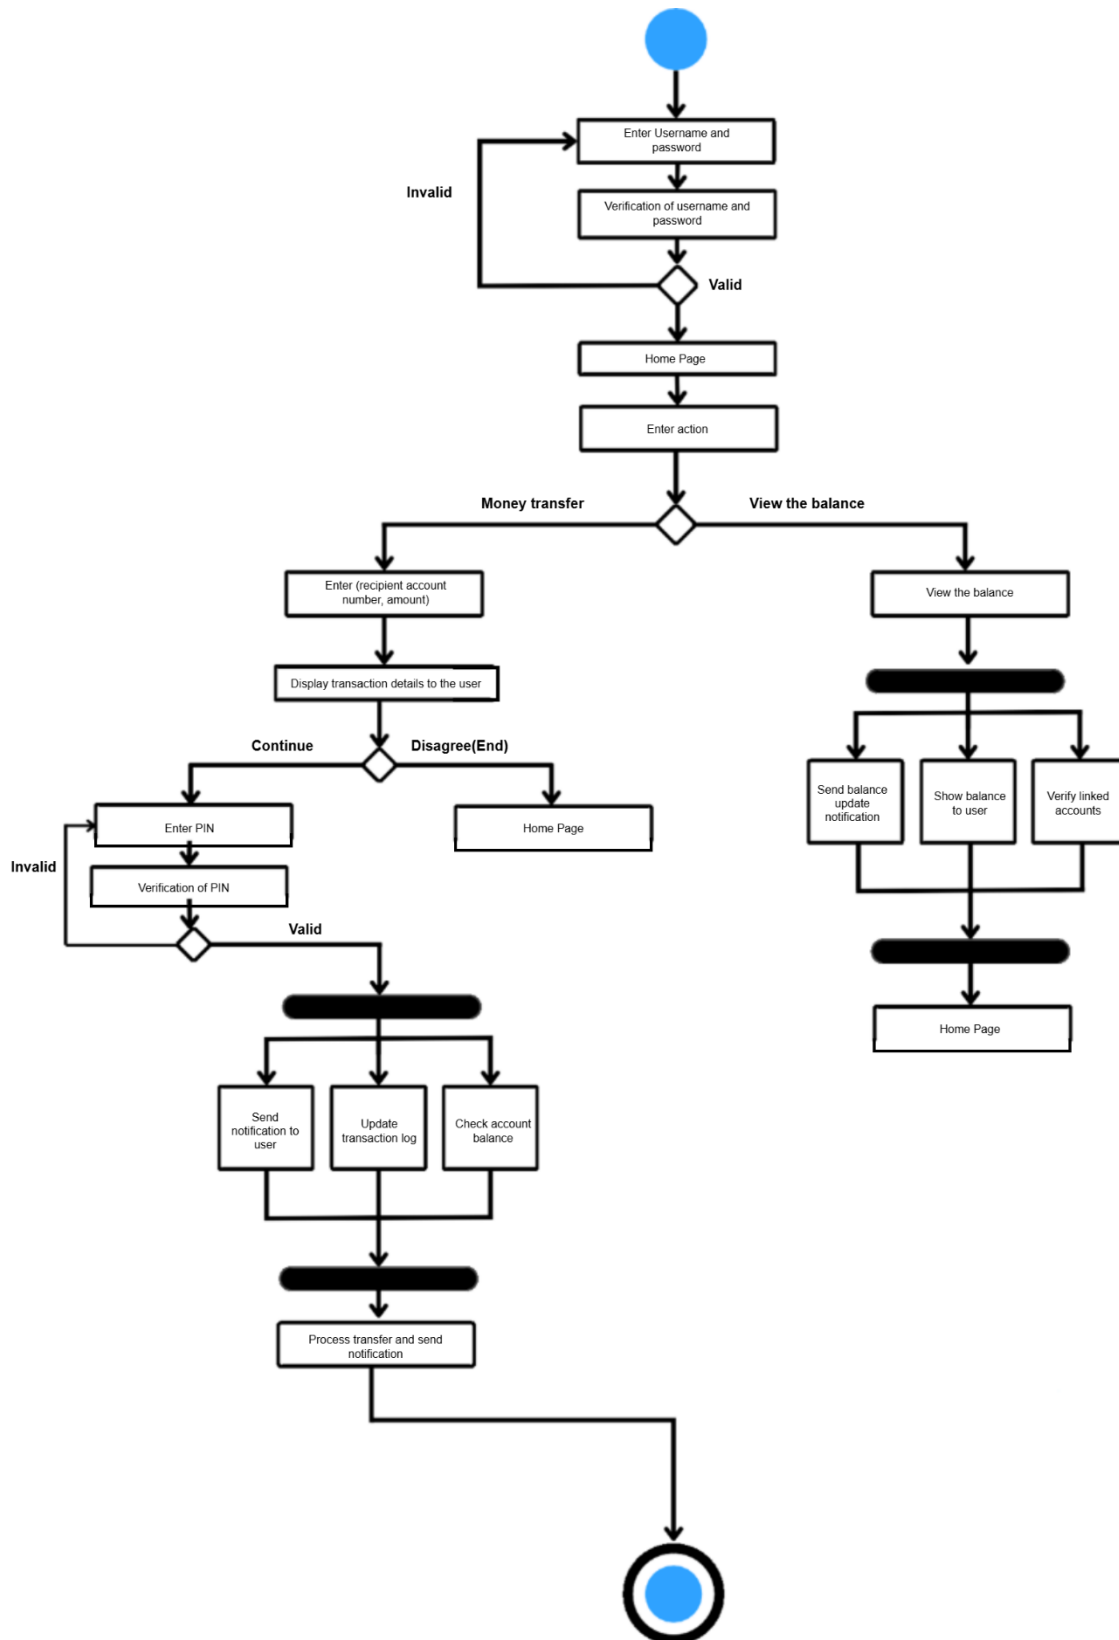 Enter Username and
password
Invalid
Verification of username and
password
Valid
Home Page
Enter action
Money transfer
View the balance
Enter (recipient account
number, amount)
View the balance
Display transaction details to the user
Continue
Disagree(End)
Send balance
update
notification
Show balance
to user
Verify linked
accounts
Enter PIN
Home Page
Invalid
Verification of PIN
Valid
Home Page
Send
notification to
user
Update
transaction log
Check account
balance
Process transfer and send
notification